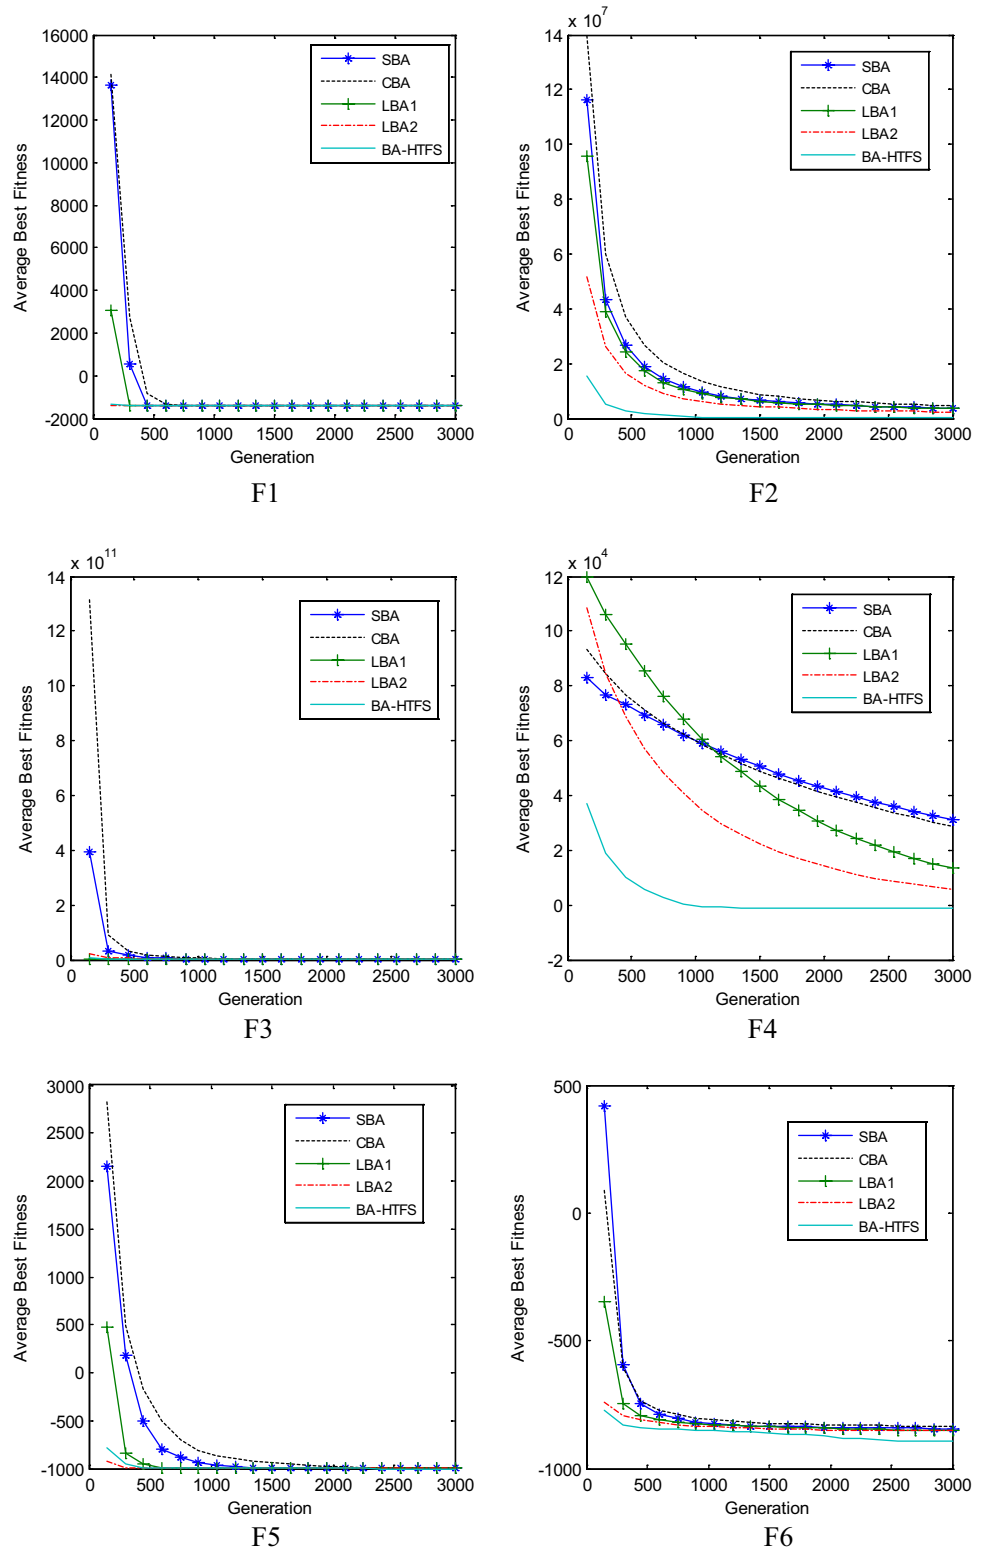 16000
14000
12000
10000
8000
6000
4000
2000
0
-2000
0 500 1000 1500 2000 2500 3000
Average Best Fitness
Generation
SBA
CBA
LBA1
LBA2
BA-HTFS
F1
x 10^7
14
12
10
8
6
4
2
0
0 500 1000 1500 2000 2500 3000
Average Best Fitness
Generation
SBA
CBA
LBA1
LBA2
BA-HTFS
F2
x 10^11
14
12
10
8
6
4
2
0
0 500 1000 1500 2000 2500 3000
Average Best Fitness
Generation
SBA
CBA
LBA1
LBA2
BA-HTFS
F3
x 10^4
12
10
8
6
4
2
0
-2
0 500 1000 1500 2000 2500 3000
Average Best Fitness
Generation
SBA
CBA
LBA1
LBA2
BA-HTFS
F4
3000
2500
2000
1500
1000
500
0
-500
-1000
0 500 1000 1500 2000 2500 3000
Average Best Fitness
Generation
SBA
CBA
LBA1
LBA2
BA-HTFS
F5
500
0
-500
-1000
0 500 1000 1500 2000 2500 3000
Average Best Fitness
Generation
SBA
CBA
LBA1
LBA2
BA-HTFS
F6